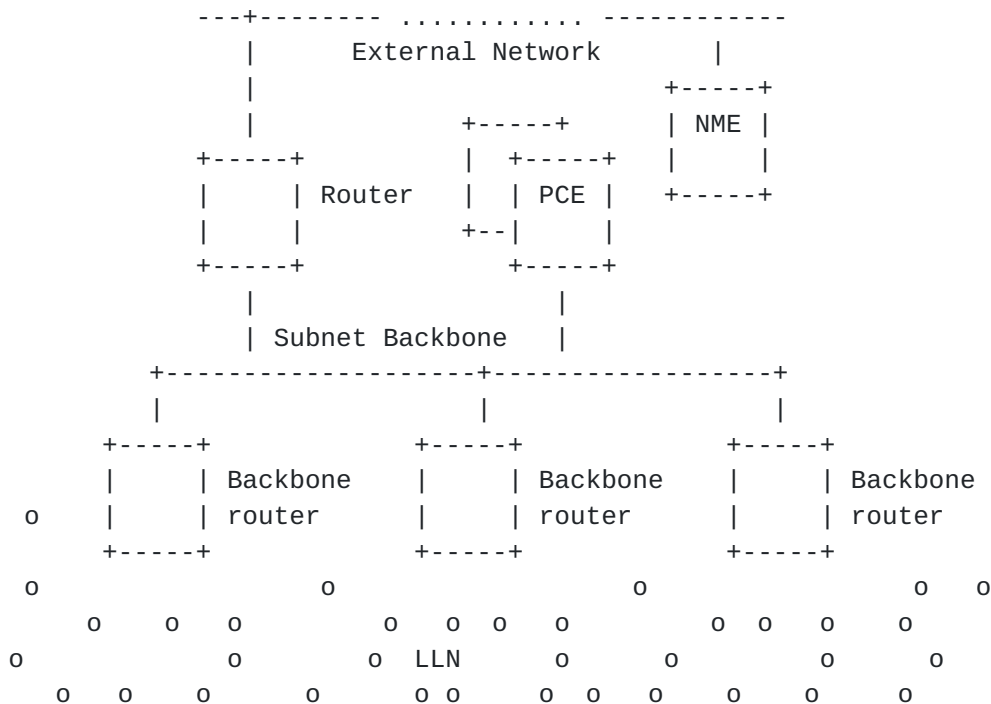 ---+-------- ............ ------------
   |      External Network       |
   |                          +-----+
   |             +-----+      | NME |
+-----+          |  +-----+   |     |
|     | Router   |  | PCE |   +-----+
|     |          +--|     |
+-----+             +-----+
   |                   |
   | Subnet Backbone   |
+--------------------+------------------+
|                    |                  |
+-----+             +-----+             +-----+
|     | Backbone    |     | Backbone    |     | Backbone
o    |     | router      |     | router      |     | router
+-----+             +-----+             +-----+
o                  o                   o                 o   o
o    o   o         o   o  o   o         o  o   o    o
o             o        o  LLN      o      o         o      o
o   o    o      o      o o     o  o   o    o    o     o